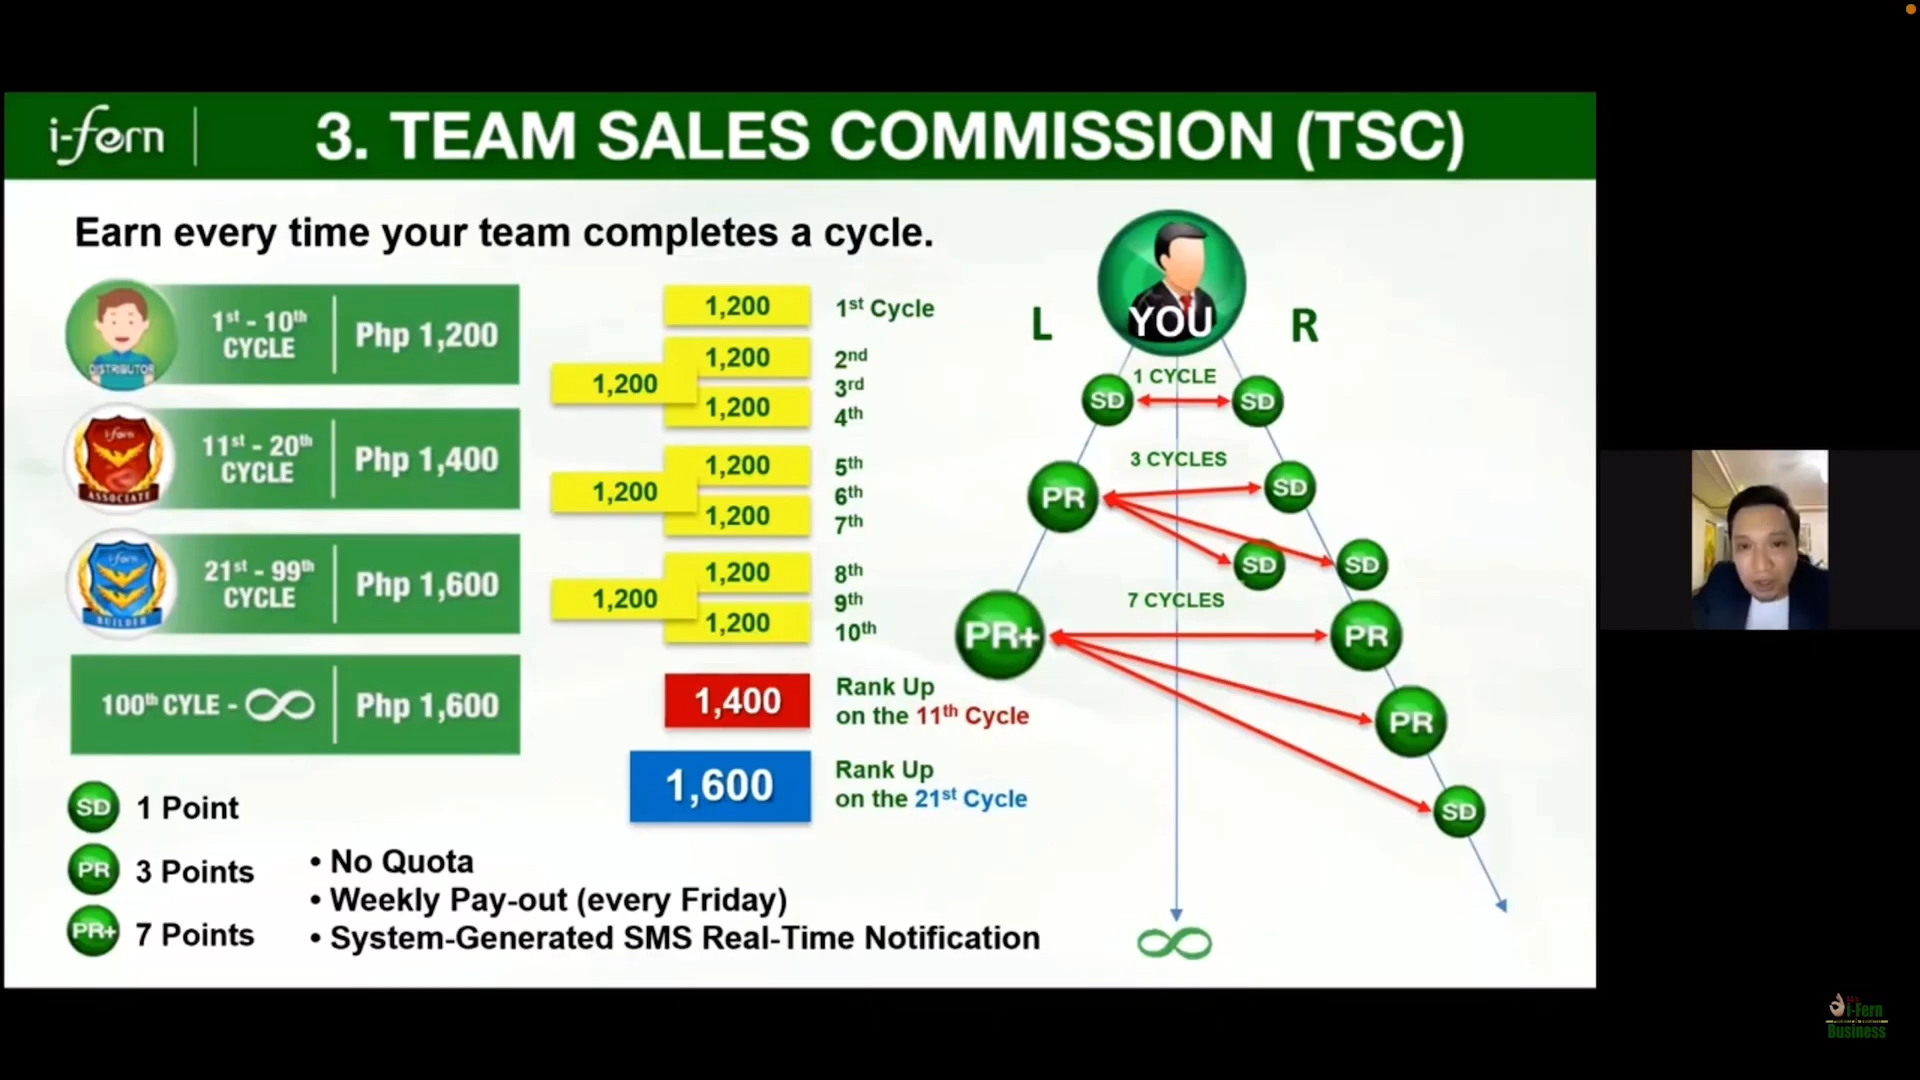 i-fern
3. TEAM SALES COMMISSION (TSC)
Earn every time your team completes a cycle.
DISTRIBUTOR
1st - 10th
CYCLE
Php 1,200
i-fern
ASSOCIATE
11st - 20th
CYCLE
Php 1,400
i-fern
BUILDER
21st - 99th
CYCLE
Php 1,600
100th CYLE - ∞
Php 1,600
SD 1 Point
PR 3 Points
PR+ 7 Points
• No Quota
• Weekly Pay-out (every Friday)
• System-Generated SMS Real-Time Notification
1,200 1st Cycle
1,200 2nd
1,200 3rd
1,200 4th
1,200 5th
1,200 6th
1,200 7th
1,200 8th
1,200 9th
1,200 10th
1,400
Rank Up
on the 11th Cycle
1,600
Rank Up
on the 21st Cycle
L
YOU
R
1 CYCLE
SD SD
3 CYCLES
PR SD
SD SD
7 CYCLES
PR+ PR
PR
SD
∞
i-Fern
Business